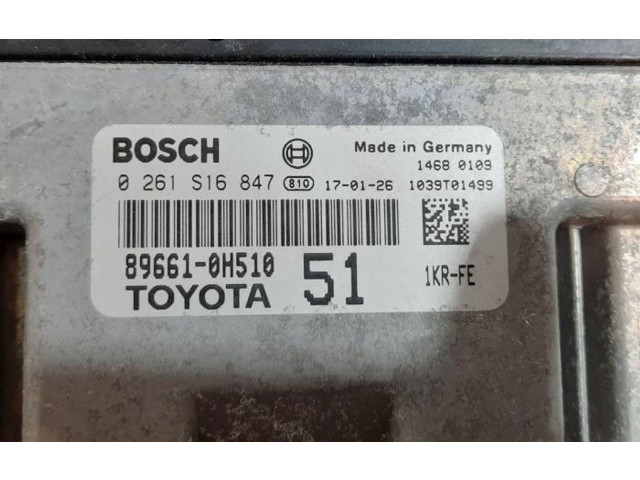 BOSCH Made in Germany
1468 0109
0 261 S16 847 810 17-01-26 1039T01499
89661-0H510
TOYOTA 51 1KR-FE